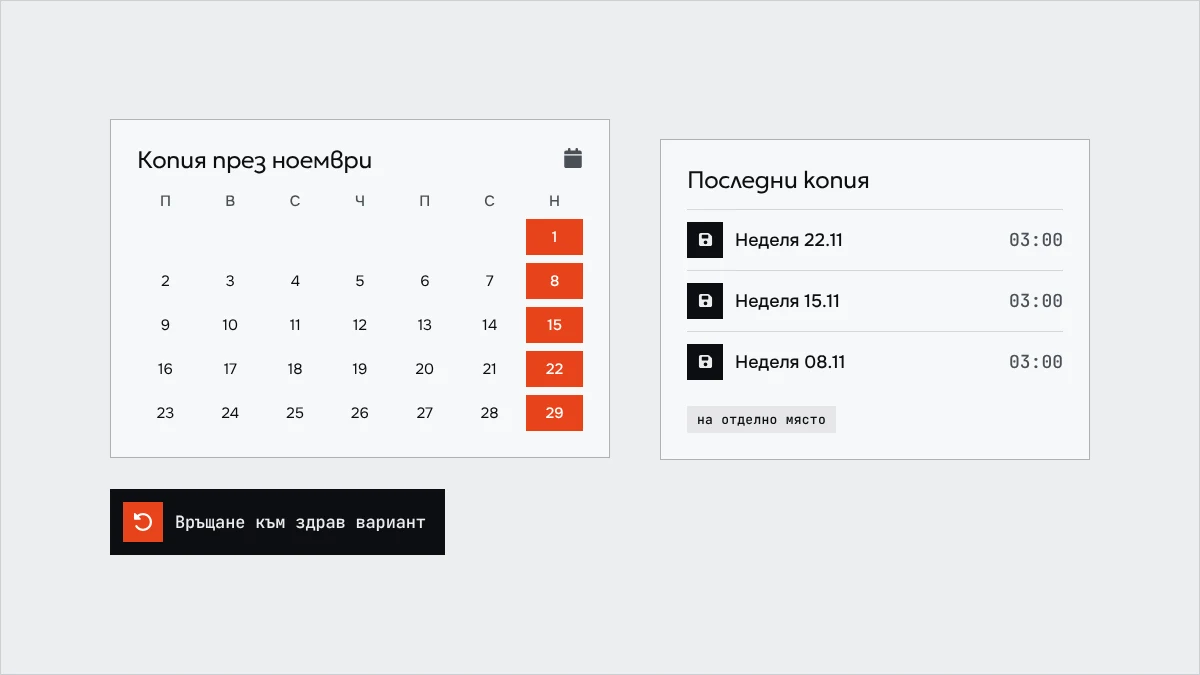 Копия през ноември
П В С Ч П С Н
1
2 3 4 5 6 7 8
9 10 11 12 13 14 15
16 17 18 19 20 21 22
23 24 25 26 27 28 29
Връщане към здрав вариант
Последни копия
Неделя 22.11 03:00
Неделя 15.11 03:00
Неделя 08.11 03:00
на отделно място